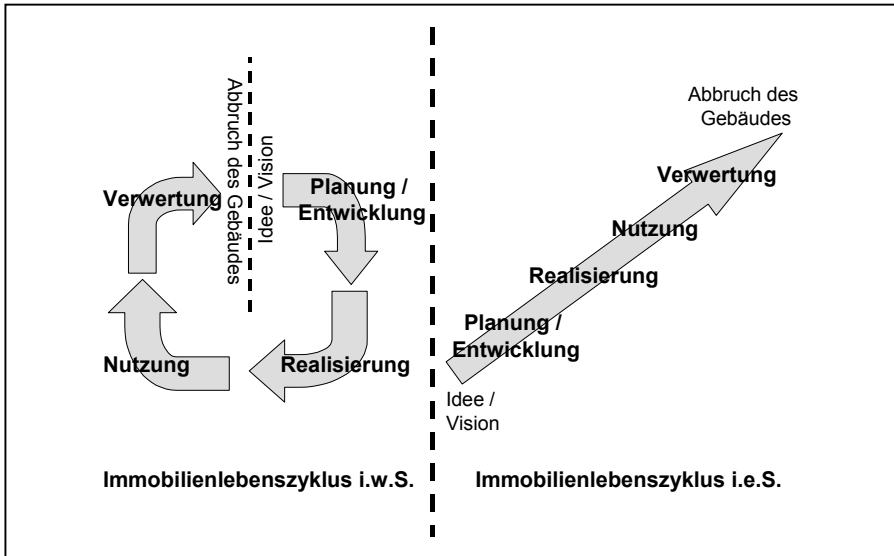 Verwertung
Abbruch des Gebäudes
Idee / Vision
Planung /
Entwicklung
Nutzung
Realisierung
Immobilienlebenszyklus i.w.S.
Abbruch des
Gebäudes
Verwertung
Nutzung
Realisierung
Planung /
Entwicklung
Idee /
Vision
Immobilienlebenszyklus i.e.S.